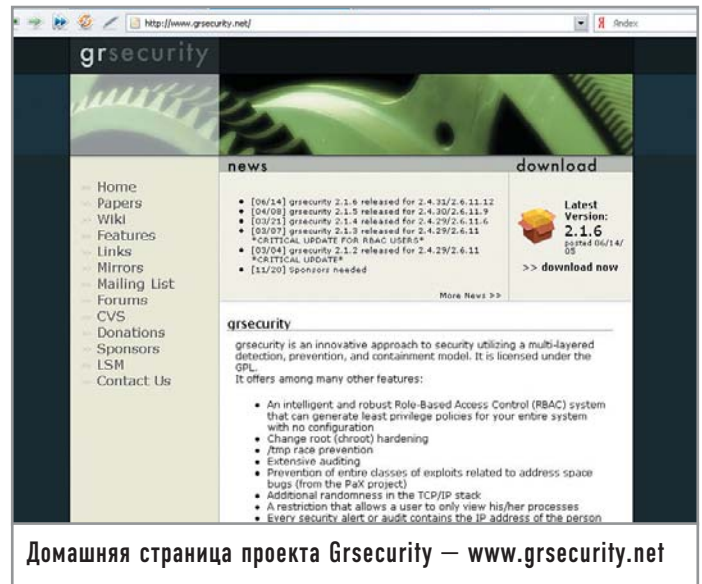 http://www.grsecurity.net/
Я Яndex
grsecurity
news
download
Home
Papers
Wiki
Features
Links
Mirrors
Mailing List
Forums
CVS
Donations
Sponsors
LSM
Contact Us
[06/14] grsecurity 2.1.6 released for 2.4.31/2.6.11.12
[04/08] grsecurity 2.1.5 released for 2.4.30/2.6.11.9
[03/21] grsecurity 2.1.4 released for 2.4.29/2.6.11.6
[03/07] grsecurity 2.1.3 released for 2.4.29/2.6.11
*CRITICAL UPDATE FOR RBAC USERS*
[03/04] grsecurity 2.1.2 released for 2.4.29/2.6.11
*CRITICAL UPDATE*
[11/20] Sponsors needed
More News >>
Latest
Version:
2.1.6
posted 06/14/
05
>> download now
grsecurity
grsecurity is an innovative approach to security utilizing a multi-layered
detection, prevention, and containment model. It is licensed under the
GPL.
It offers among many other features:
An intelligent and robust Role-Based Access Control (RBAC) system
that can generate least privilege policies for your entire system
with no configuration
Change root (chroot) hardening
/tmp race prevention
Extensive auditing
Prevention of entire classes of exploits related to address space
bugs (from the PaX project)
Additional randomness in the TCP/IP stack
A restriction that allows a user to only view his/her processes
Every security alert or audit contains the IP address of the person
Домашняя страница проекта Grsecurity — www.grsecurity.net